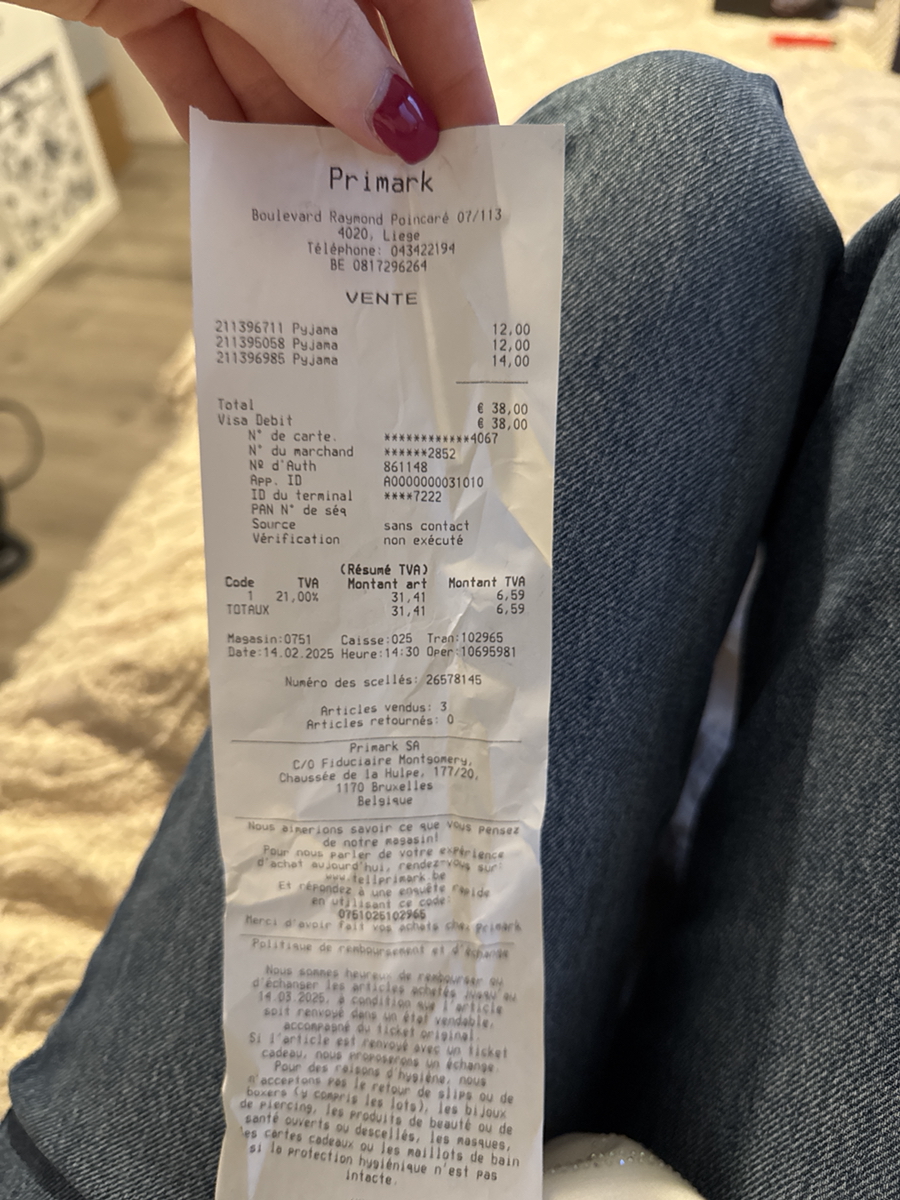 Primark
Boulevard Raymond Poincaré 07/113
4020, Liege
Téléphone: 043422194
BE 0817296264
VENTE
211396711 Pyjama 12,00
211395058 Pyjama 12,00
211396985 Pyjama 14,00
Total € 38,00
Visa Debit € 38,00
N° de carte. ************4067
N° du marchand ******2852
Nº d'Auth 861148
App. ID A0000000031010
ID du terminal ****7222
PAN N° de séq
Source sans contact
Vérification non exécuté
(Résumé TVA)
Code TVA Montant art Montant TVA
1 21,00% 31,41 6,59
TOTAUX 31,41 6,59
Magasin:0751 Caisse:025 Tran:102965
Date:14.02.2025 Heure:14:30 Oper:10695981
Numéro des scellés: 26578145
Articles vendus: 3
Articles retournés: 0
Primark SA
C/O Fiduciaire Montgomery,
Chaussée de la Hulpe, 177/20,
1170 Bruxelles
Belgique
Nous aimerions savoir ce que vous pensez
de notre magasin!
Pour nous parler de votre expérience
d'achat aujourd'hui, rendez-vous sur:
www.tellprimark.be
Et répondez à une enquête rapide
en utilisant ce code:
0751025102965
Merci d'avoir fait vos achats chez Primark
Politique de remboursement et d'échange
Nous sommes heureux de rembourser ou
d'échanger les articles achetés jusqu'au
14.03.2025, à condition que l'article
soit renvoyé dans un état vendable,
accompagné du ticket original.
Si l'article est renvoyé avec un ticket
cadeau, nous proposerons un échange.
Pour des raisons d'hygiène, nous
n'acceptons pas le retour de slips ou de
boxers (y compris les lots), les bijoux
de piercing, les produits de beauté ou de
santé ouverts ou descellés, les masques,
les cartes cadeaux ou les maillots de bain
si la protection hygiénique n'est pas
intacte.